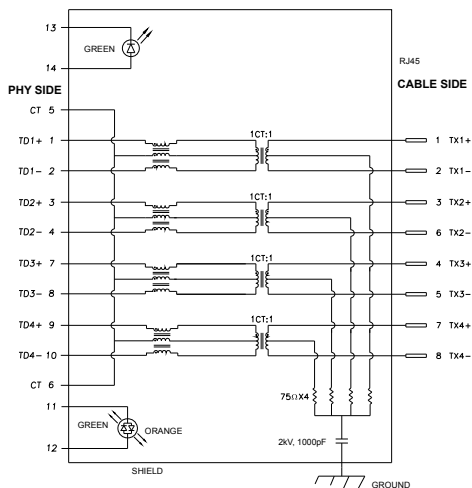 13
GREEN
14
RJ45
PHY SIDE
CABLE SIDE
CT 5
TD1+ 1
1CT:1
1 TX1+
TD1- 2
2 TX1-
TD2+ 3
1CT:1
3 TX2+
TD2- 4
6 TX2-
TD3+ 7
1CT:1
4 TX3+
TD3- 8
5 TX3-
TD4+ 9
1CT:1
7 TX4+
TD4- 10
8 TX4-
CT 6
75ΩX4
11
GREEN
ORANGE
12
2kV, 1000pF
SHIELD
GROUND